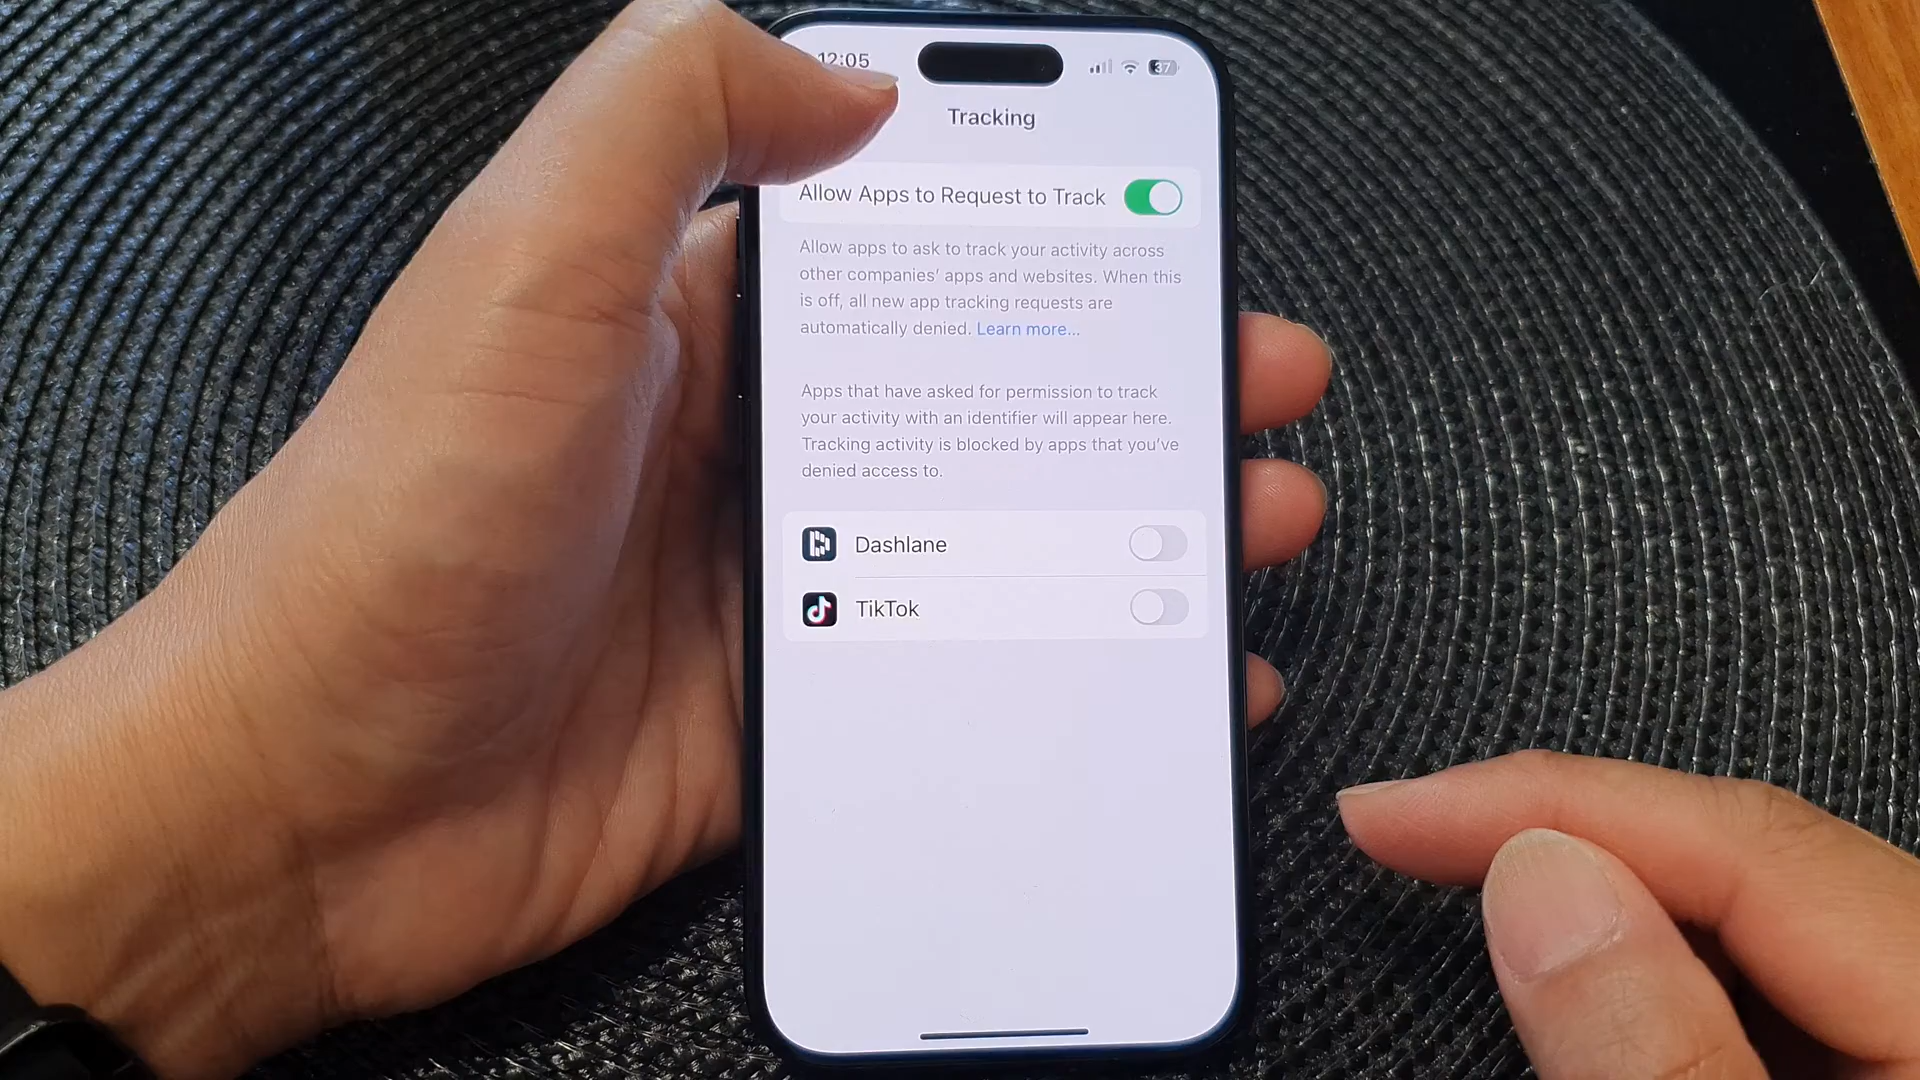 12:05
37
Tracking
Allow Apps to Request to Track
Allow apps to ask to track your activity across
other companies’ apps and websites. When this
is off, all new app tracking requests are
automatically denied. Learn more...
Apps that have asked for permission to track
your activity with an identifier will appear here.
Tracking activity is blocked by apps that you’ve
denied access to.
Dashlane
TikTok